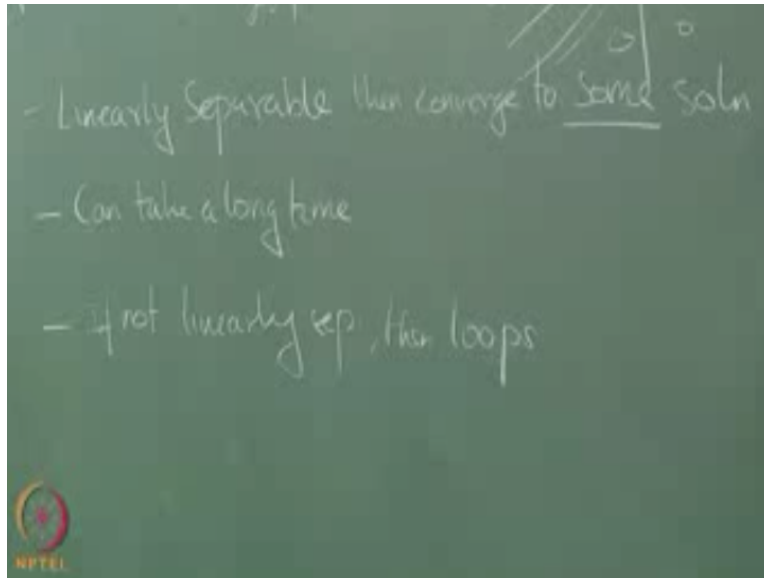 - Linearly Separable then converge to Some Soln
- Can take a long time
- If not linearly sep, then loops
NPTEL